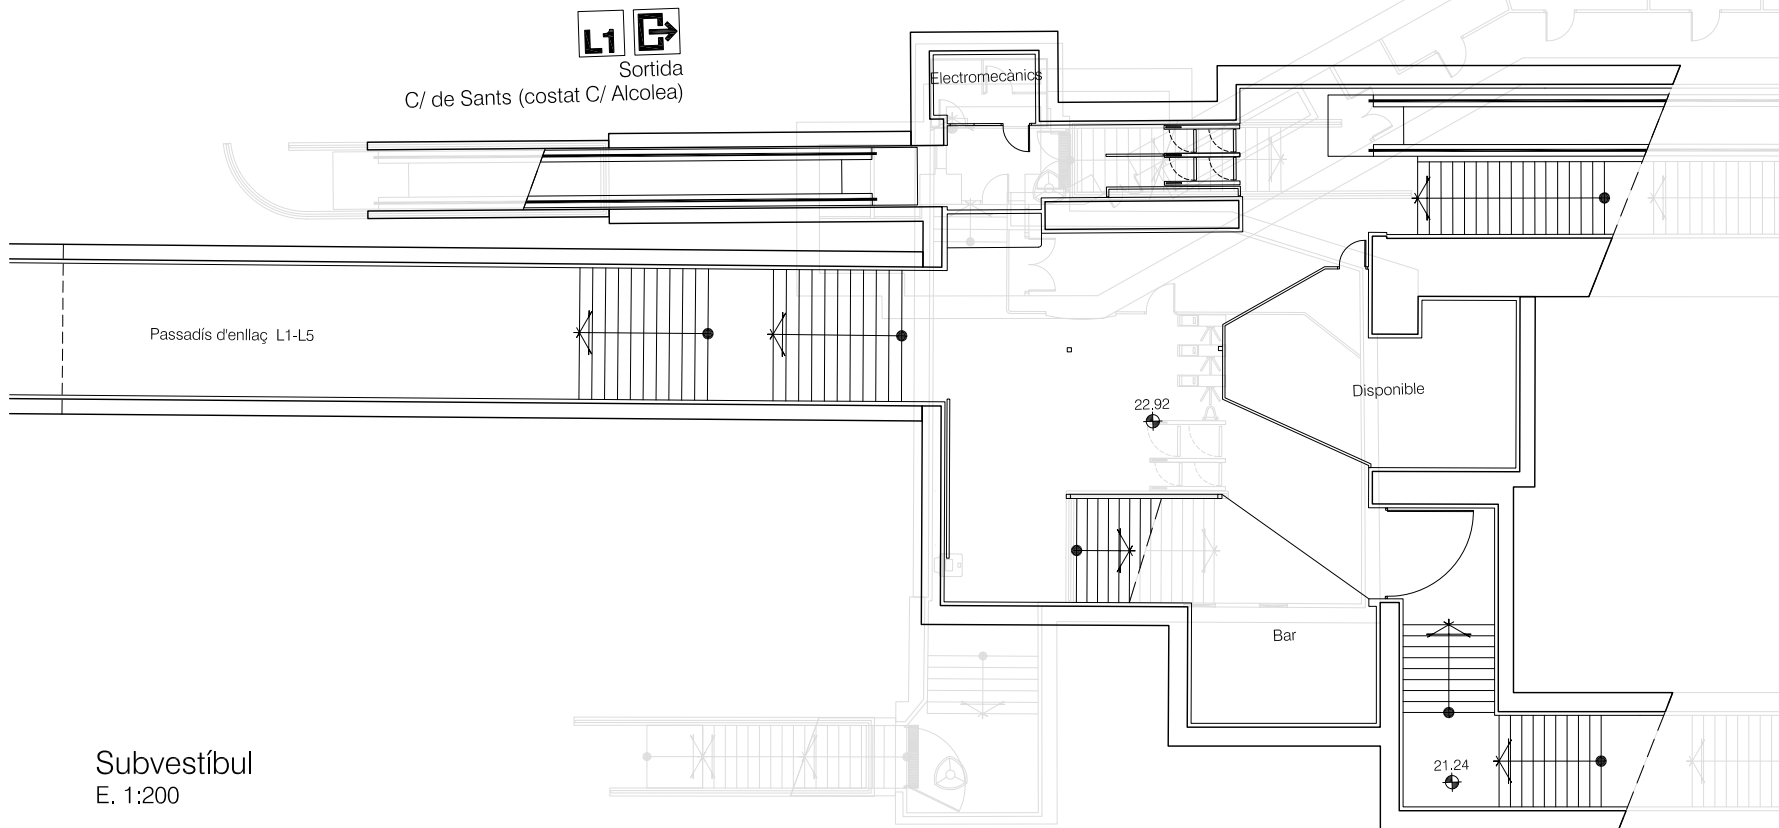 L1
Sortida
C/ de Sants (costat C/ Alcolea)
Electromecànics
Passadís d'enllaç L1-L5
Disponible
22.92
Bar
21.24
Subvestíbul
E. 1:200